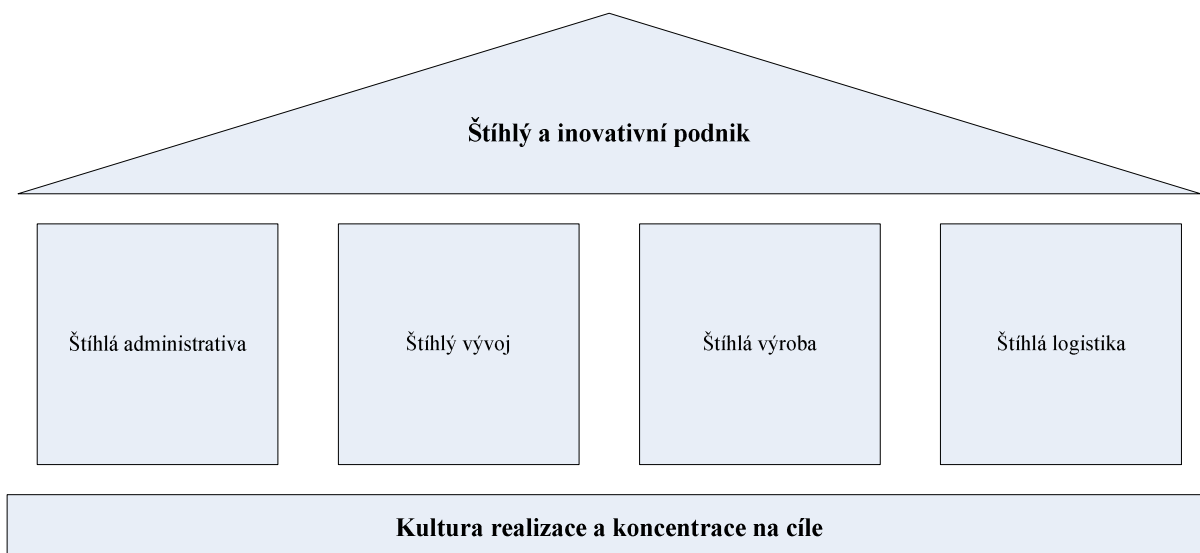 Štíhlý a inovativní podnik
Štíhlá administrativa
Štíhlý vývoj
Štíhlá výroba
Štíhlá logistika
Kultura realizace a koncentrace na cíle